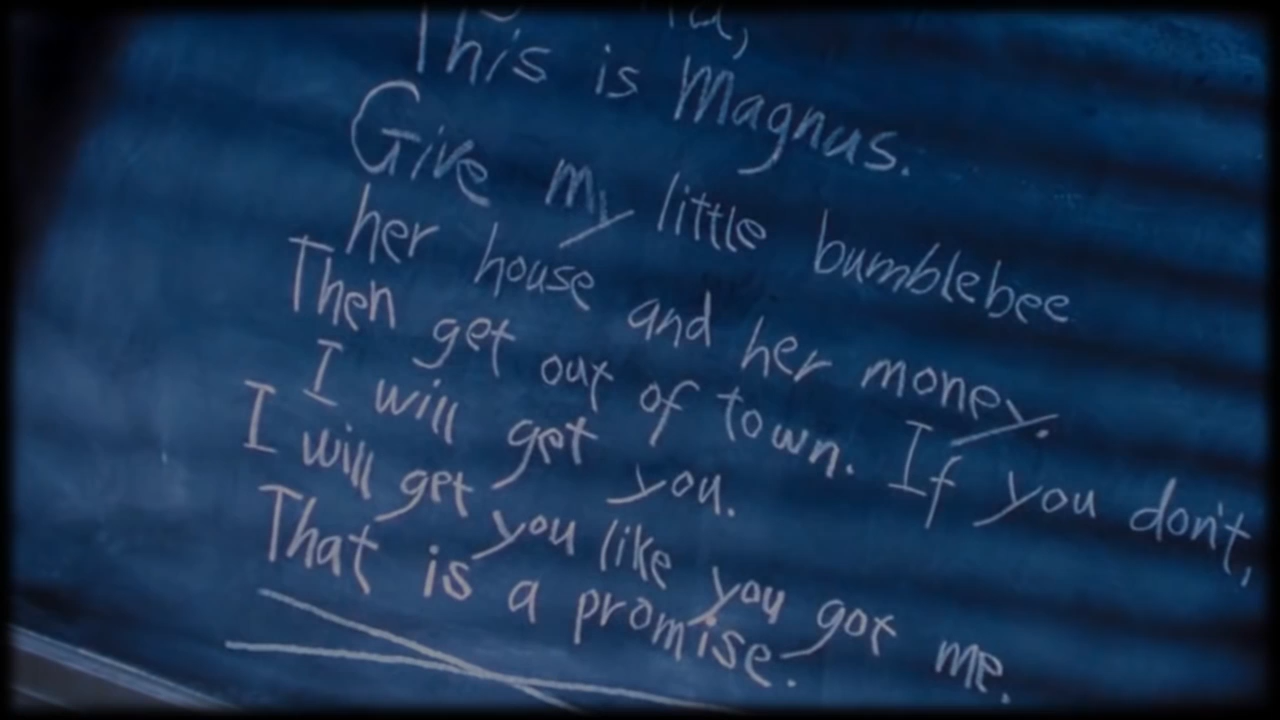 This is Magnus.
Give my little bumblebee
her house and her money.
Then get out of town. If you don't,
I will get you.
I will get you like you got me.
That is a promise.